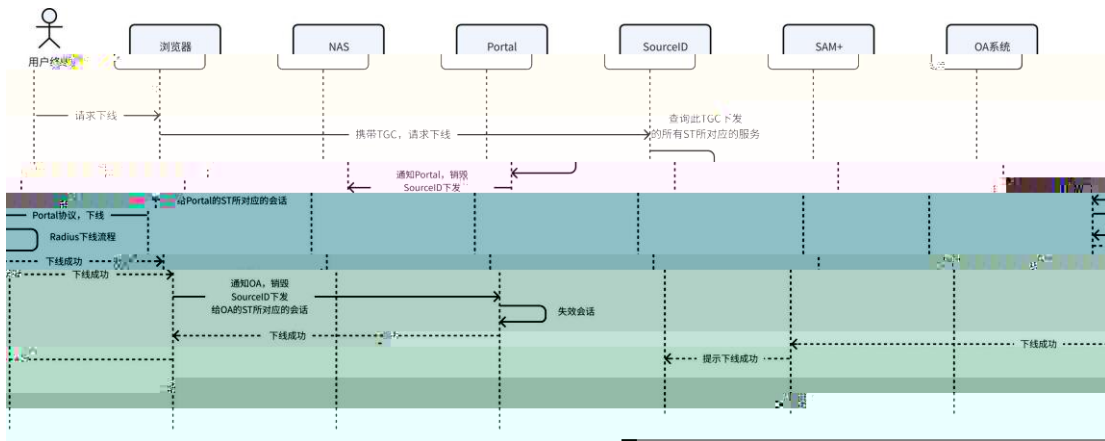 浏览器
NAS
Portal
SourceID
SAM+
OA系统
用户终端
请求下线
查询此TGC下发
的所有ST所对应的服务
携带TGC，请求下线
通知Portal，销毁
SourceID下发
给Portal的ST所对应的会话
Portal协议，下线
Radius下线流程
下线成功
下线成功
通知OA，销毁
SourceID下发
给OA的ST所对应的会话
失效会话
下线成功
下线成功
提示下线成功